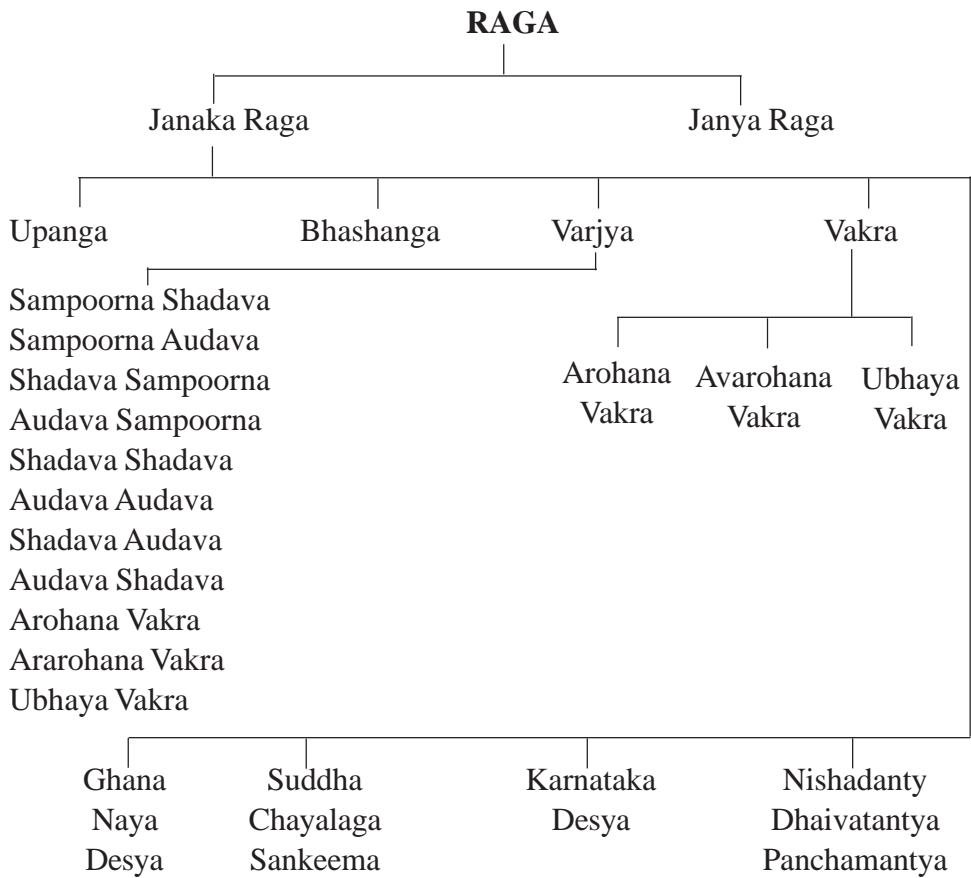 RAGA
Janaka Raga
Janya Raga
Upanga
Bhashanga
Varjya
Vakra
Sampoorna Shadava
Sampoorna Audava
Shadava Sampoorna
Audava Sampoorna
Shadava Shadava
Audava Audava
Shadava Audava
Audava Shadava
Arohana Vakra
Ararohana Vakra
Ubhaya Vakra
Arohana
Vakra
Avarohana
Vakra
Ubhaya
Vakra
Ghana
Naya
Desya
Suddha
Chayalaga
Sankeema
Karnataka
Desya
Nishadanty
Dhaivatantya
Panchamantya